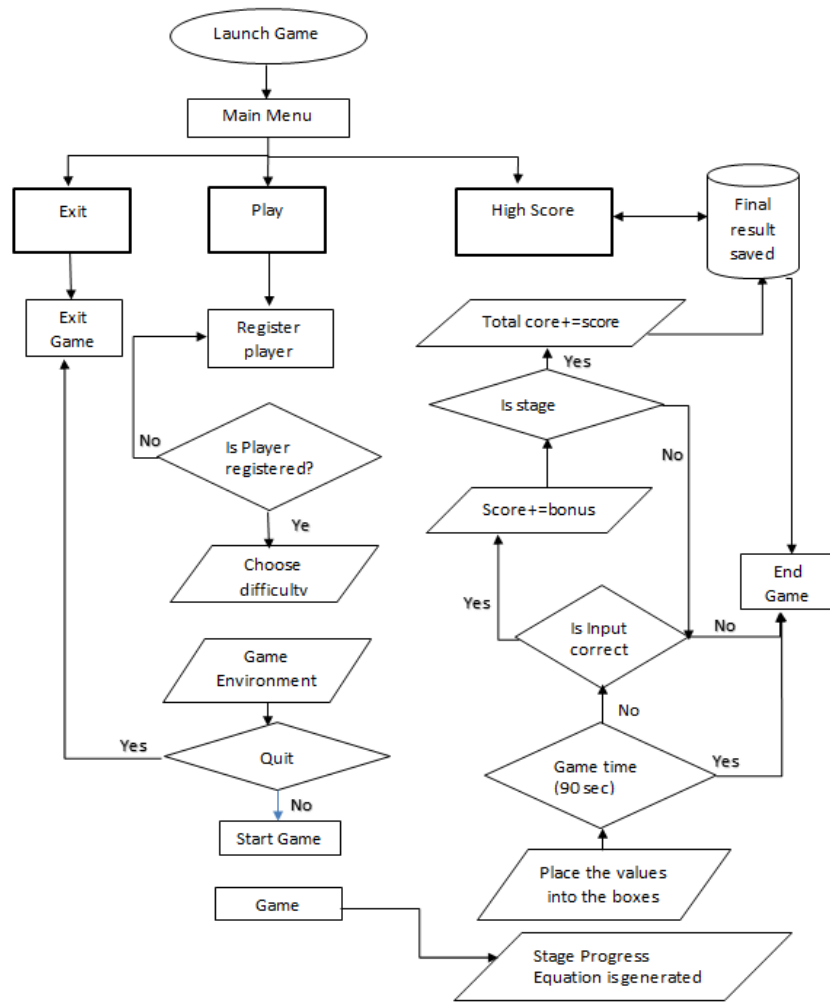 Launch Game
Main Menu
Exit
Play
High Score
Final
result
saved
Exit
Game
Register
player
Total core+=score
Yes
Is stage
No
Is Player
registered?
No
Score+=bonus
Ye
Choose
difficultv
End
Game
Yes
Is Input
correct
No
Game
Environment
No
Yes
Quit
Game time
(90 sec)
Yes
No
Start Game
Place the values
into the boxes
Game
Stage Progress
Equation isgenerated